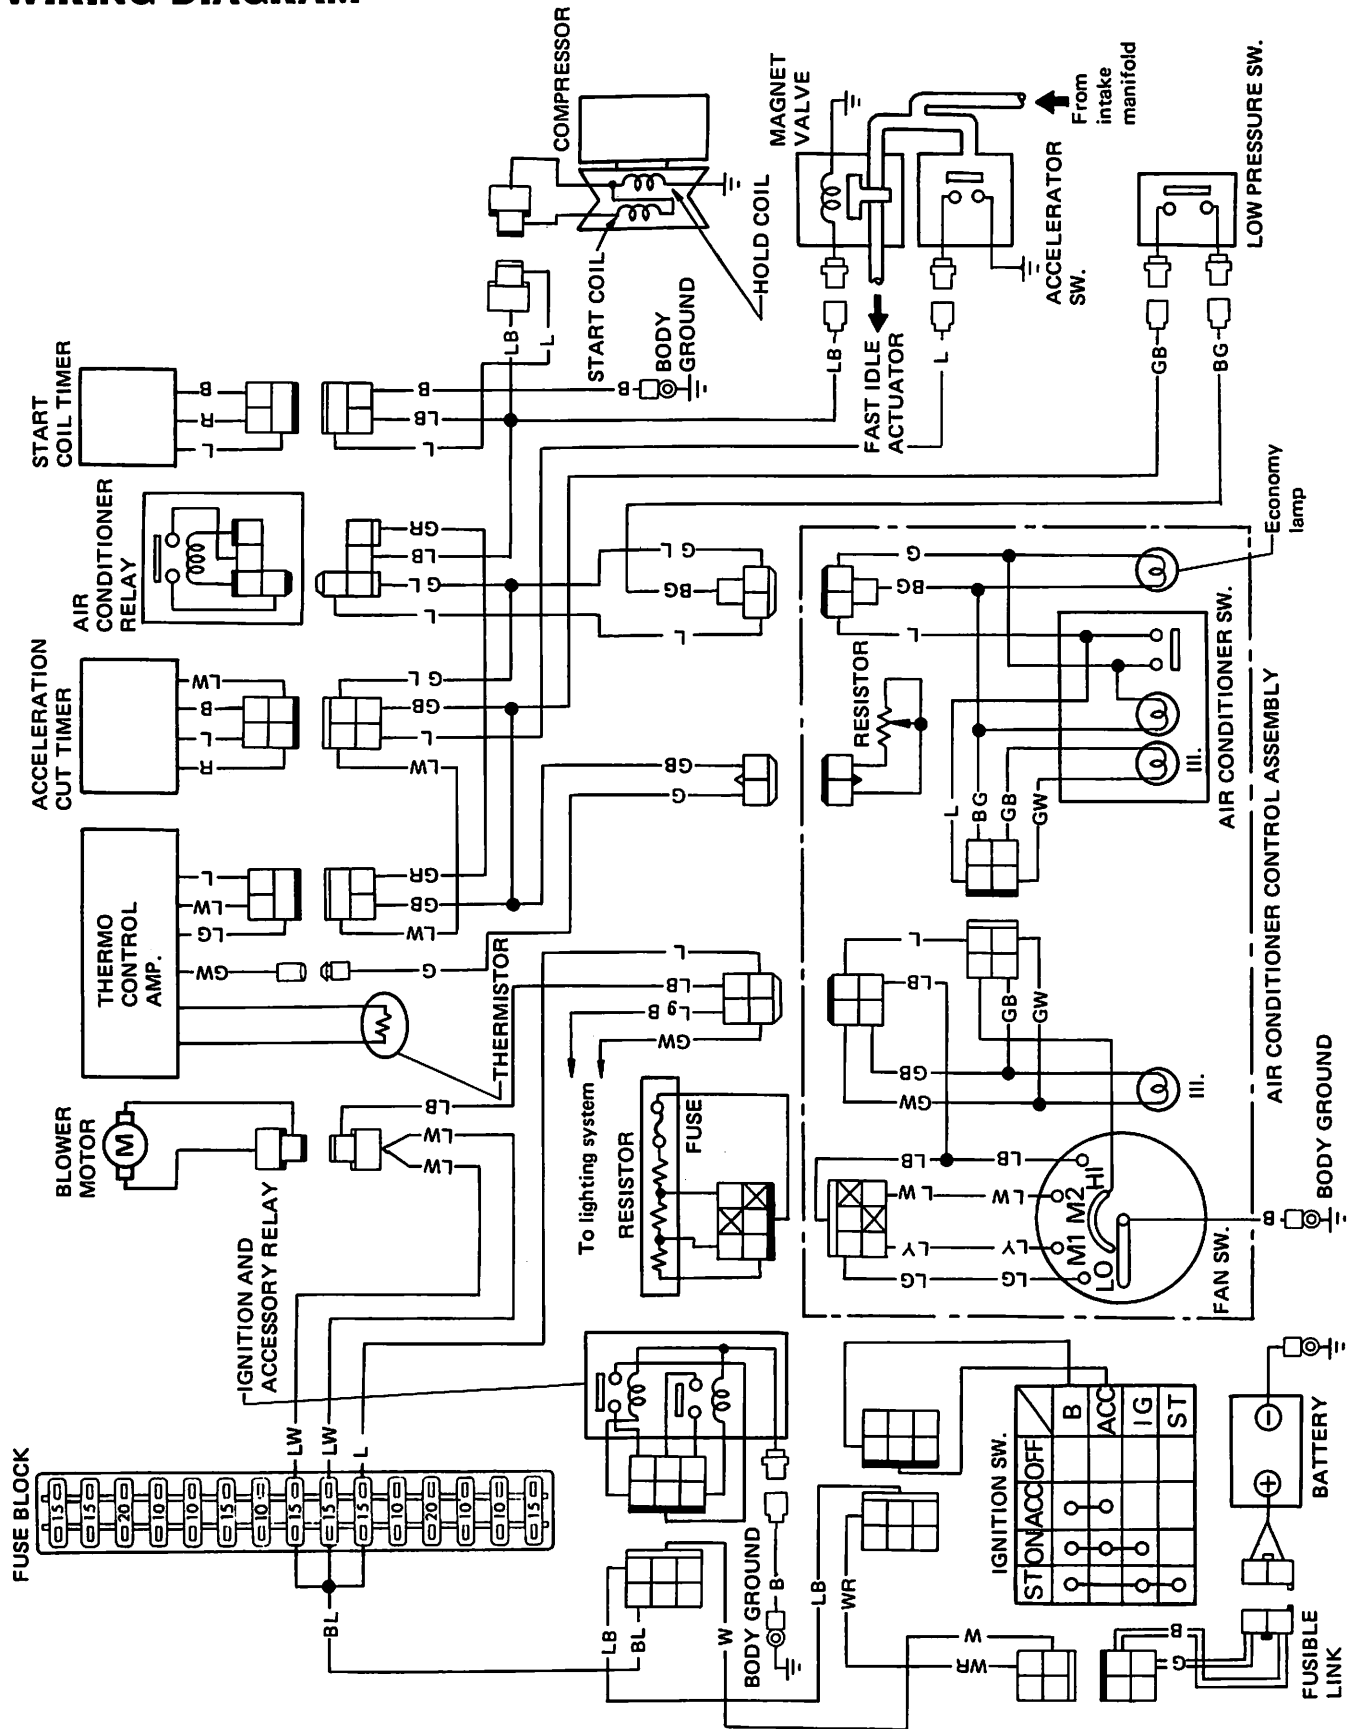 WIRING DIAGRAM
COMPRESSOR
START COIL
HOLD COIL
MAGNET
VALVE
From
intake
manifold
ACCELERATOR
SW.
LOW PRESSURE SW.
FAST IDLE
ACTUATOR
LB
L
GB
BG
START
COIL TIMER
B
R
L
B
LB
L
LB
L
B
BODY
GROUND
AIR
CONDITIONER
RELAY
GR
LB
G L
L
G L
BG
L
ACCELERATION
CUT TIMER
LW
B
L
R
G L
GB
L
LW
GB
G
THERMO
CONTROL
AMP.
L
LW
LG
GW
GR
GB
LW
G
THERMISTOR
BLOWER
MOTOR
M
LB
LW
LW
L
LB
LgB
GW
To lighting system
RESISTOR
FUSE
IGNITION AND
ACCESSORY RELAY
FUSE BLOCK
15
15
20
10
10
15
10
15
15
15
10
20
10
10
15
LW
LW
L
BL
LB
BL
W
BODY GROUND
B
LB
WR
W
WR
G
B
FUSIBLE
LINK
BATTERY
IGNITION SW.
OFF
ACC
ON
ST
B
ACC
IG
ST
G
BG
L
Economy
lamp
RESISTOR
AIR CONDITIONER SW.
Ill.
L
BG
GB
GW
AIR CONDITIONER CONTROL ASSEMBLY
L
LB
GB
GW
GB
GW
Ill.
LB
LB
LW
LW
LY
LY
LG
LG
HI
M2
M1
LO
FAN SW.
B
BODY GROUND